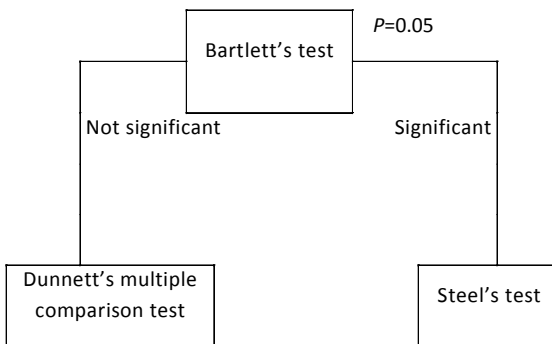 P=0.05
Bartlett’s test
Not significant
Significant
Dunnett’s multiple
comparison test
Steel’s test